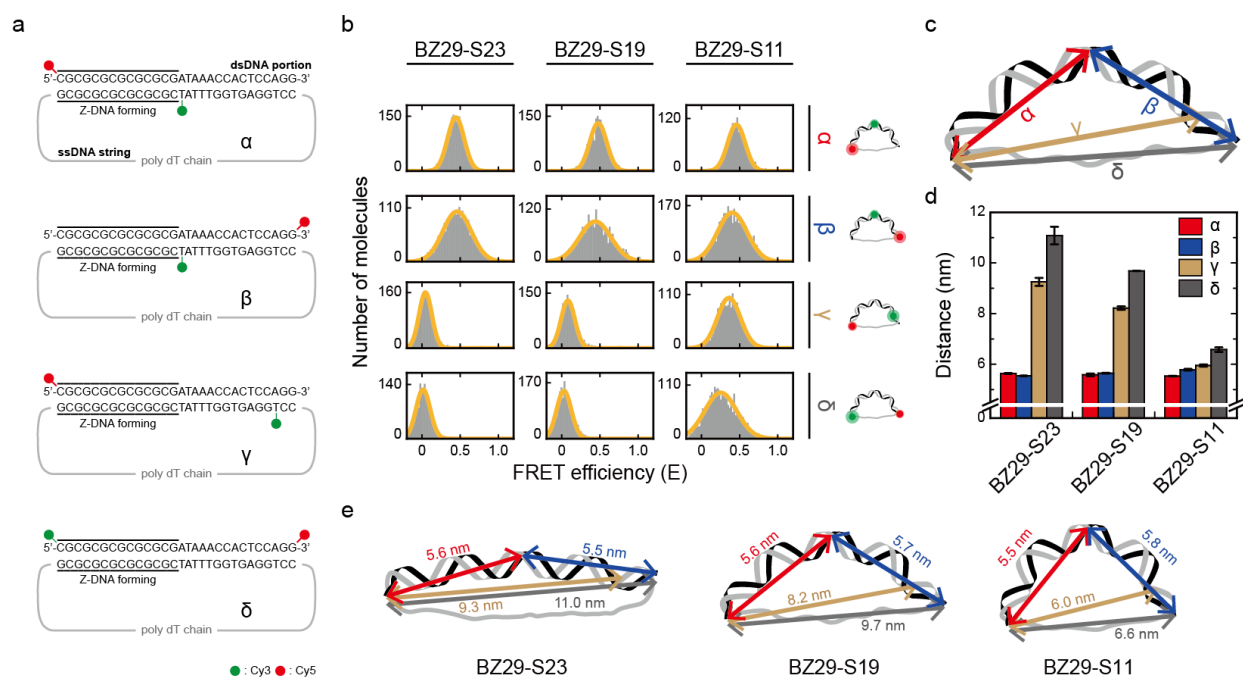 a
dsDNA portion
5'-CGCGCGCGCGCGCGATAAACCACTCCAGG-3'
GCGCGCGCGCGCGCTATTTGGTGAGGTCC
Z-DNA forming
α
ssDNA string
poly dT chain
5'-CGCGCGCGCGCGCGATAAACCACTCCAGG-3'
GCGCGCGCGCGCGCTATTTGGTGAGGTCC
Z-DNA forming
β
poly dT chain
5'-CGCGCGCGCGCGCGATAAACCACTCCAGG-3'
GCGCGCGCGCGCGCTATTTGGTGAGGTCC
Z-DNA forming
γ
poly dT chain
5'-CGCGCGCGCGCGCGATAAACCACTCCAGG-3'
GCGCGCGCGCGCGCTATTTGGTGAGGTCC
Z-DNA forming
δ
poly dT chain
: Cy3 : Cy5
b
BZ29-S23 BZ29-S19 BZ29-S11
Number of molecules
150 0 150 0 140 0
α
110 0 120 0 170 0
β
160 0 150 0 110 0
γ
140 0 170 0 110 0
δ
0 0.5 1.0 0 0.5 1.0 0 0.5 1.0
FRET efficiency (E)
c
α
β
γ
δ
d
Distance (nm)
12
10
8
6
0
α
β
γ
δ
BZ29-S23 BZ29-S19 BZ29-S11
e
5.6 nm
5.5 nm
9.3 nm
11.0 nm
BZ29-S23
5.6 nm
5.7 nm
8.2 nm
9.7 nm
BZ29-S19
5.5 nm
5.8 nm
6.0 nm
6.6 nm
BZ29-S11